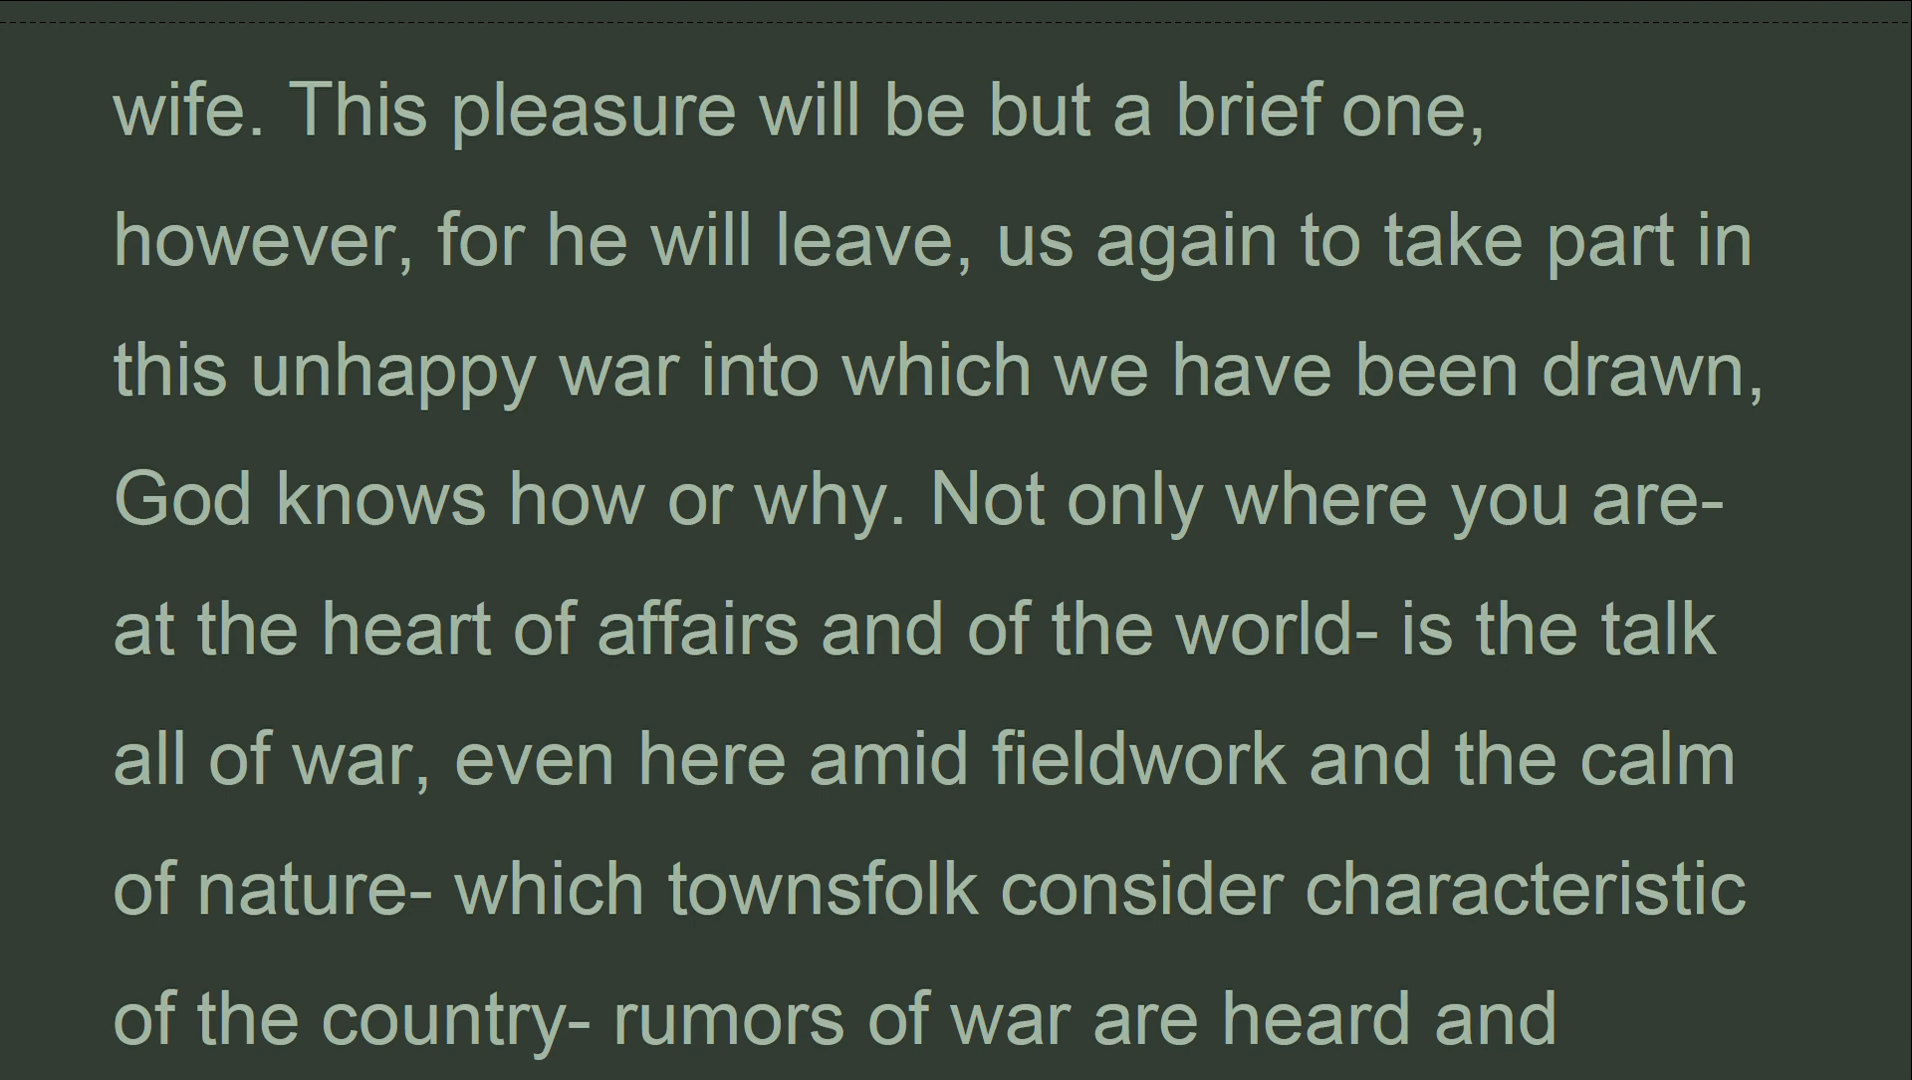 wife. This pleasure will be but a brief one,
however, for he will leave, us again to take part in
this unhappy war into which we have been drawn,
God knows how or why. Not only where you are-
at the heart of affairs and of the world- is the talk
all of war, even here amid fieldwork and the calm
of nature- which townsfolk consider characteristic
of the country- rumors of war are heard and